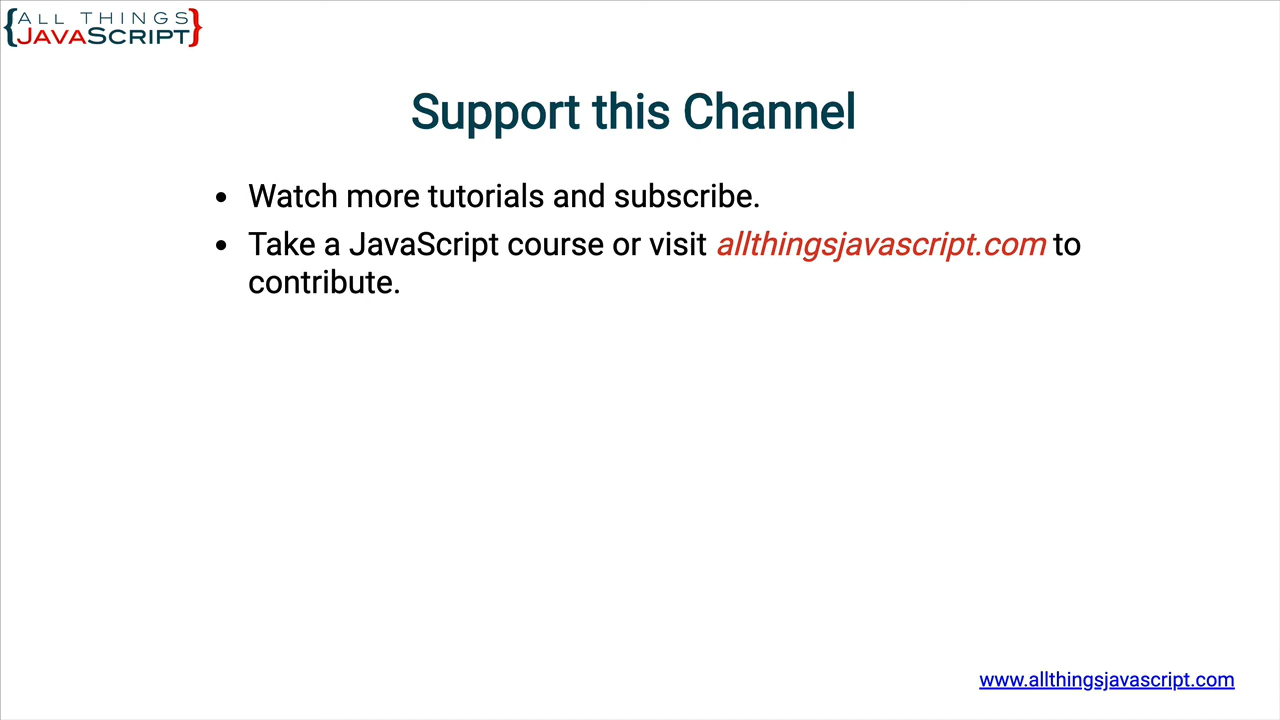 {ALL THINGS
JAVASCRIPT}
Support this Channel
• Watch more tutorials and subscribe.
• Take a JavaScript course or visit allthingsjavascript.com to
contribute.
www.allthingsjavascript.com